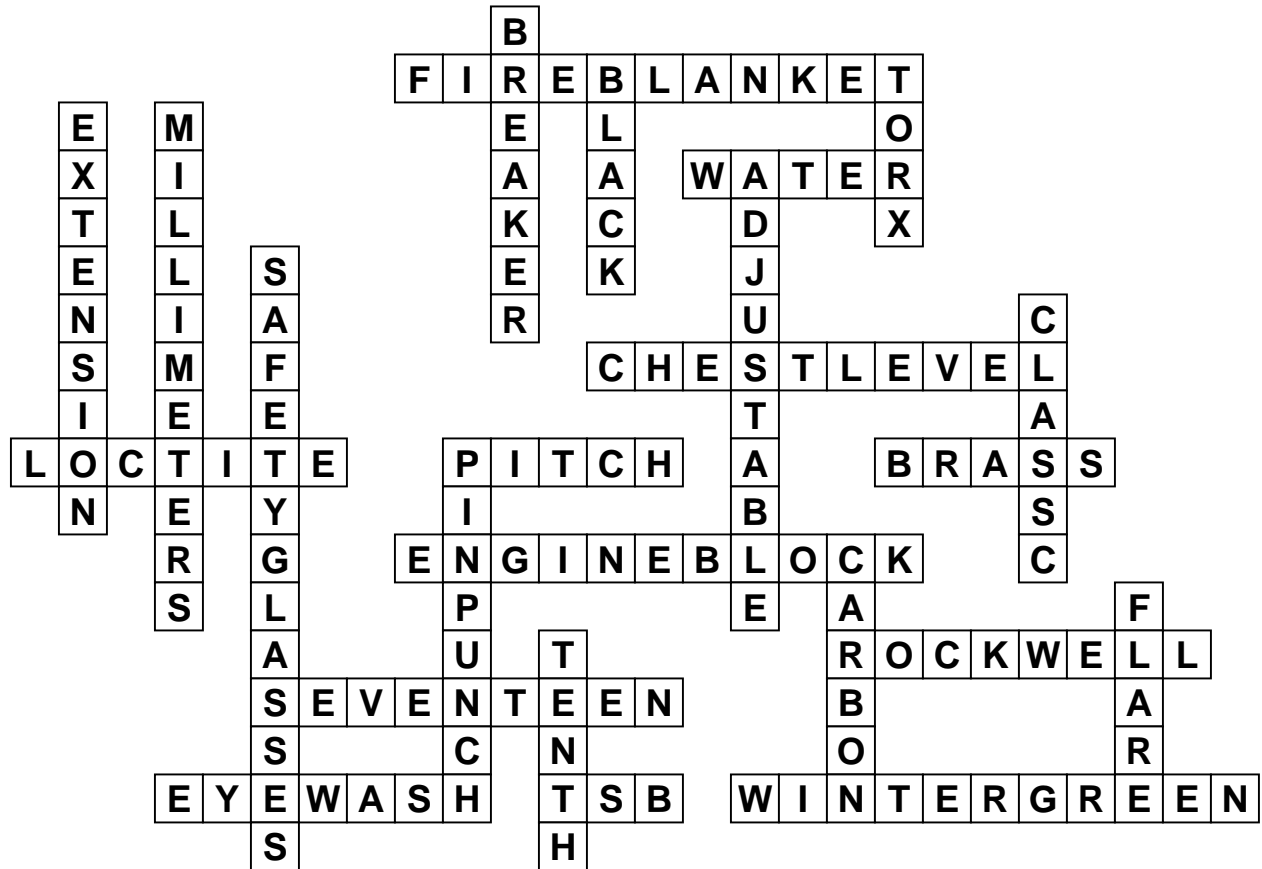 BREAKER
FIREBLANKET
BLACK
TORX
EXTENSION
MILLIMETERS
WATER
ADJUSTABLE
SAFETYGLASSES
CLASSC
CHESTLEVEL
LOCTITE
PITCH
PINPUNCH
BRASS
ENGINEBLOCK
CARBON
FLARE
TENTH
ROCKWELL
SEVENTEEN
EYEWASH
TSB
WINTERGREEN